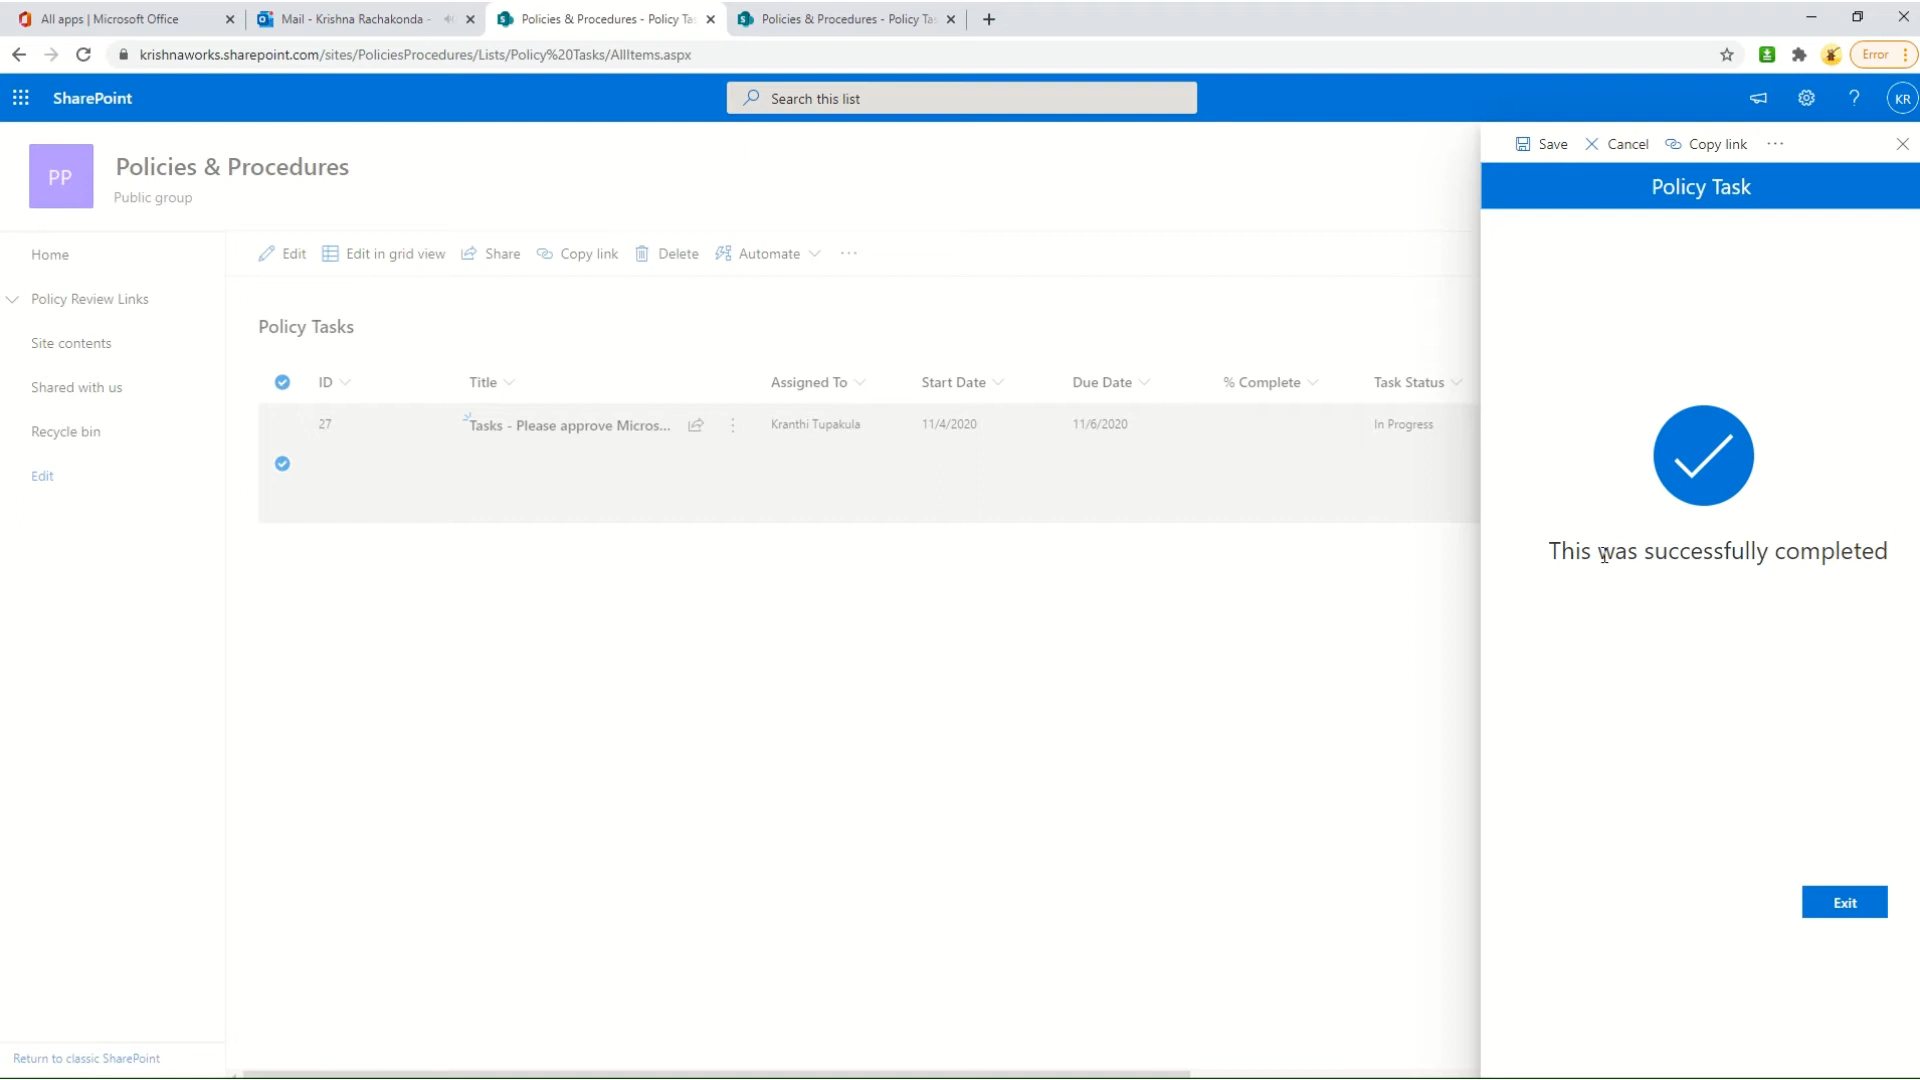 All apps | Microsoft Office
Mail - Krishna Rachakonda -
Policies & Procedures - Policy Ta
Policies & Procedures - Policy Ta
krishnaworks.sharepoint.com/sites/PoliciesProcedures/Lists/Policy%20Tasks/AllItems.aspx
Error
SharePoint
Search this list
?
KR
PP
Policies & Procedures
Public group
Home
Policy Review Links
Site contents
Shared with us
Recycle bin
Edit
Return to classic SharePoint
Edit Edit in grid view Share Copy link Delete Automate ...
Policy Tasks
ID Title Assigned To Start Date Due Date % Complete Task Status
27 Tasks - Please approve Micros... Kranthi Tupakula 11/4/2020 11/6/2020 In Progress
Save Cancel Copy link ...
Policy Task
This was successfully completed
Exit